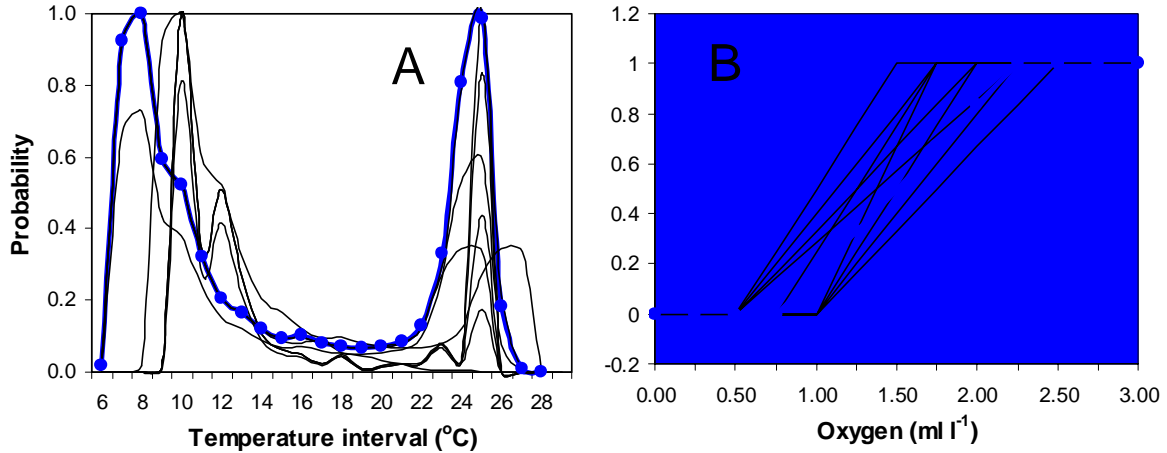 A
Probability
1.0
0.8
0.6
0.4
0.2
0.0
6 8 10 12 14 16 18 20 22 24 26 28
Temperature interval (°C)
B
1.2
1
0.8
0.6
0.4
0.2
0
-0.2
0.00 0.50 1.00 1.50 2.00 2.50 3.00
Oxygen (ml l⁻¹)